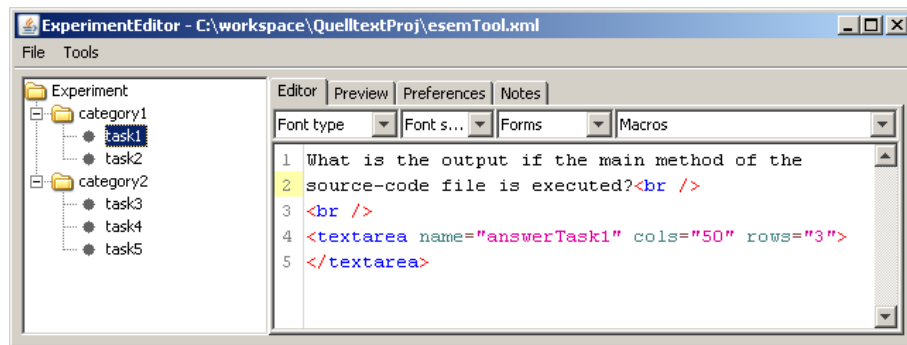 ExperimentEditor - C:\workspace\QuelltextProj\esemTool.xml
File Tools
Experiment
category1
task1
task2
category2
task3
task4
task5
Editor Preview Preferences Notes
Font type Font s... Forms Macros
1 What is the output if the main method of the
2 source-code file is executed?<br />
3 <br />
4 <textarea name="answerTask1" cols="50" rows="3">
5 </textarea>